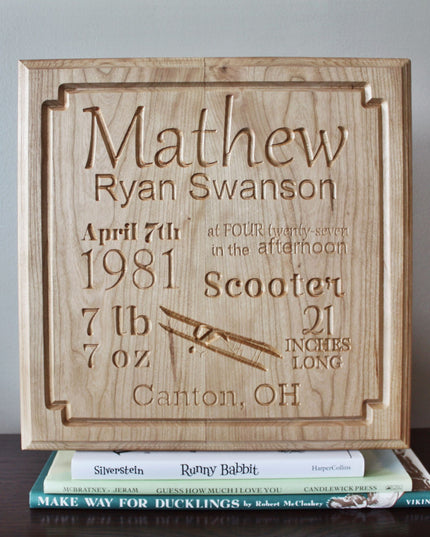 Mathew
Ryan Swanson
April 7th
1981
at FOUR twenty-seven
in the afternoon
Scooter
7 lb
7 oz
21
INCHES
LONG
Canton, OH
Silverstein Runny Babbit HarperCollins
MCBRATNEY • JERAM GUESS HOW MUCH I LOVE YOU CANDLEWICK PRESS
MAKE WAY FOR DUCKLINGS by Robert McCloskey VIKING